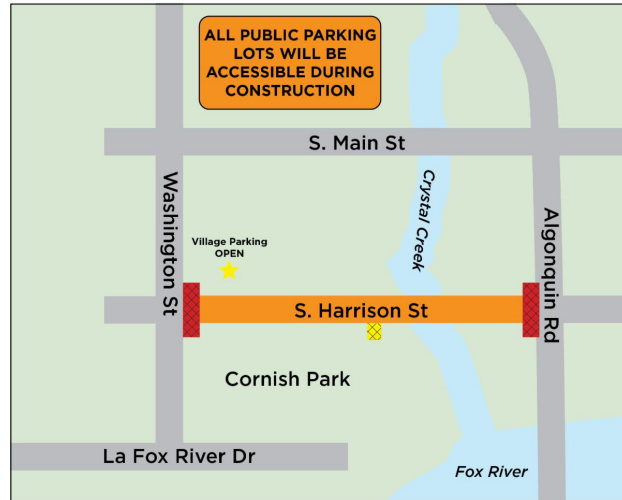 ALL PUBLIC PARKING
LOTS WILL BE
ACCESSIBLE DURING
CONSTRUCTION
S. Main St
Washington St
Crystal Creek
Algonquin Rd
Village Parking
OPEN
S. Harrison St
Cornish Park
La Fox River Dr
Fox River